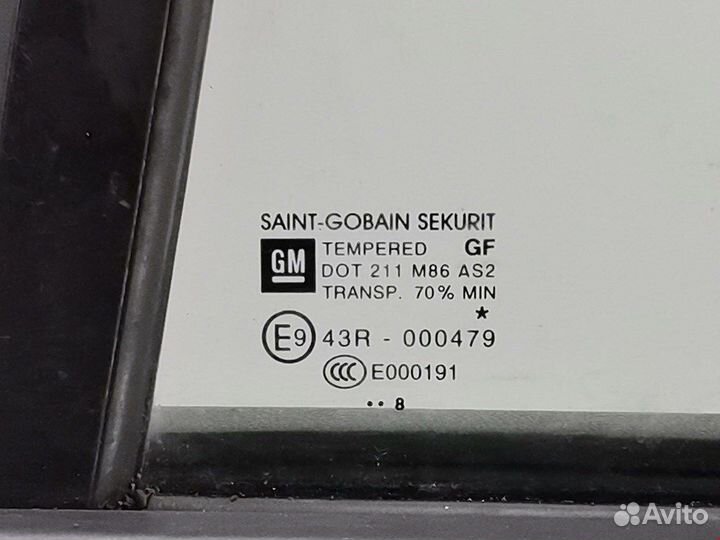 SAINT-GOBAIN SEKURIT
GM TEMPERED GF
DOT 211 M86 AS2
TRANSP. 70% MIN
*
E9 43R - 000479
CCC E000191
·· 8
Avito